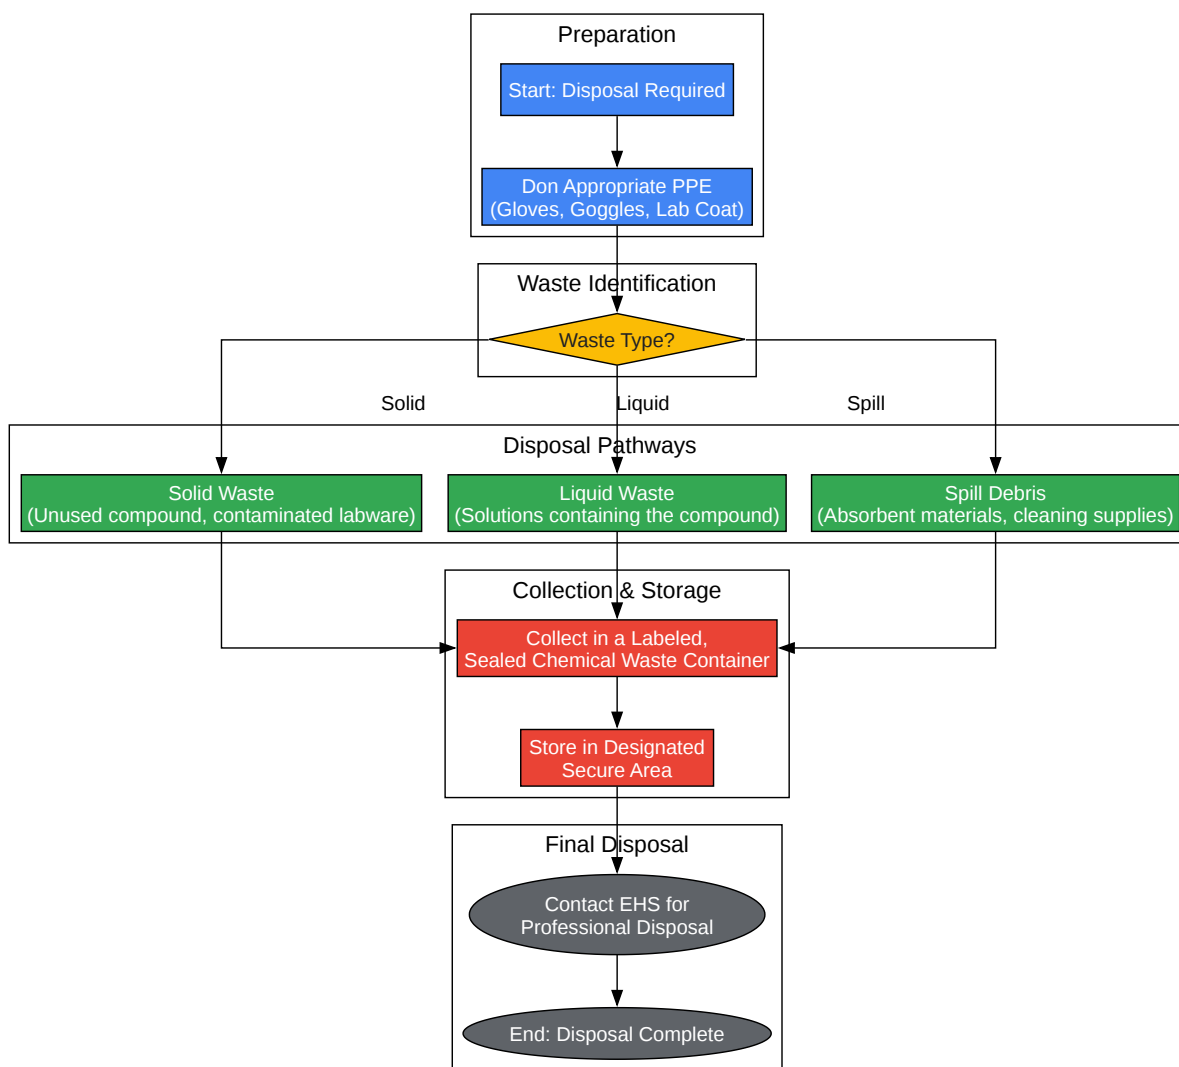 Preparation
Start: Disposal Required
Don Appropriate PPE
(Gloves, Goggles, Lab Coat)
Waste Identification
Waste Type?
Solid
Liquid
Spill
Disposal Pathways
Solid Waste
(Unused compound, contaminated labware)
Liquid Waste
(Solutions containing the compound)
Spill Debris
(Absorbent materials, cleaning supplies)
Collection & Storage
Collect in a Labeled,
Sealed Chemical Waste Container
Store in Designated
Secure Area
Final Disposal
Contact EHS for
Professional Disposal
End: Disposal Complete